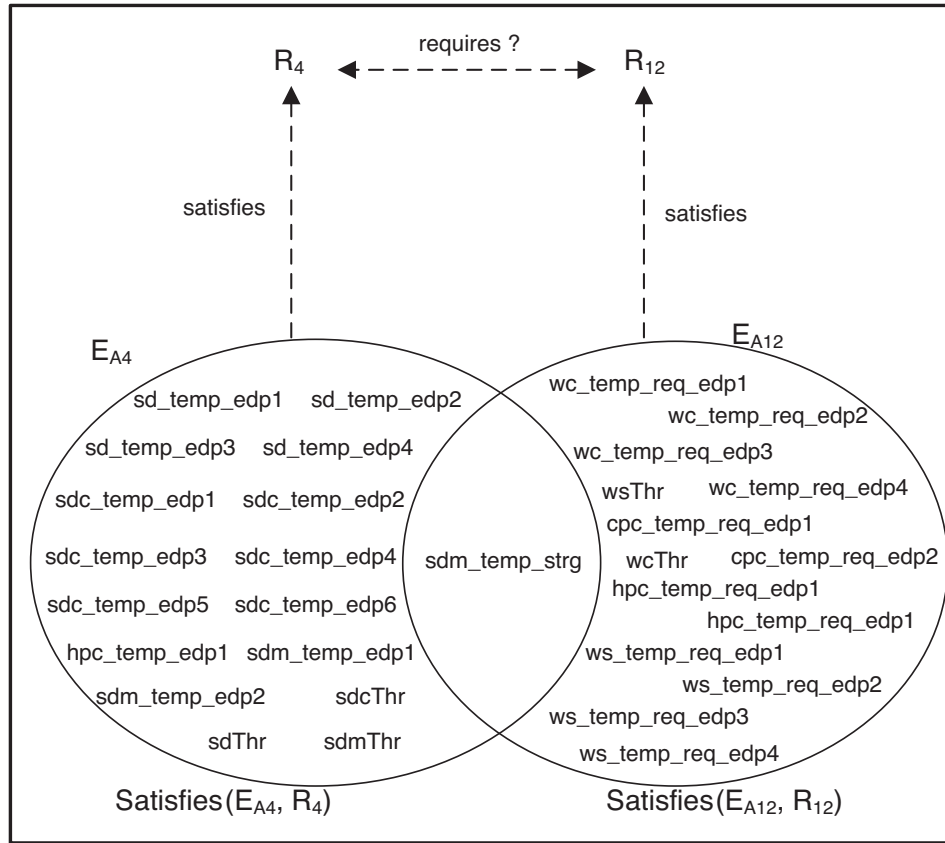 requires ?
R4 R12
satisfies satisfies
EA4 EA12
sd_temp_edp1 sd_temp_edp2 wc_temp_req_edp1
wc_temp_req_edp2
sd_temp_edp3 sd_temp_edp4 wc_temp_req_edp3
sdc_temp_edp1 sdc_temp_edp2 wsThr wc_temp_req_edp4
cpc_temp_req_edp1
sdc_temp_edp3 sdc_temp_edp4 sdm_temp_strg wcThr cpc_temp_req_edp2
hpc_temp_req_edp1
sdc_temp_edp5 sdc_temp_edp6 hpc_temp_req_edp1
hpc_temp_edp1 sdm_temp_edp1 ws_temp_req_edp1
sdm_temp_edp2 sdcThr ws_temp_req_edp2
ws_temp_req_edp3
sdThr sdmThr ws_temp_req_edp4
Satisfies(EA4, R4) Satisfies(EA12, R12)